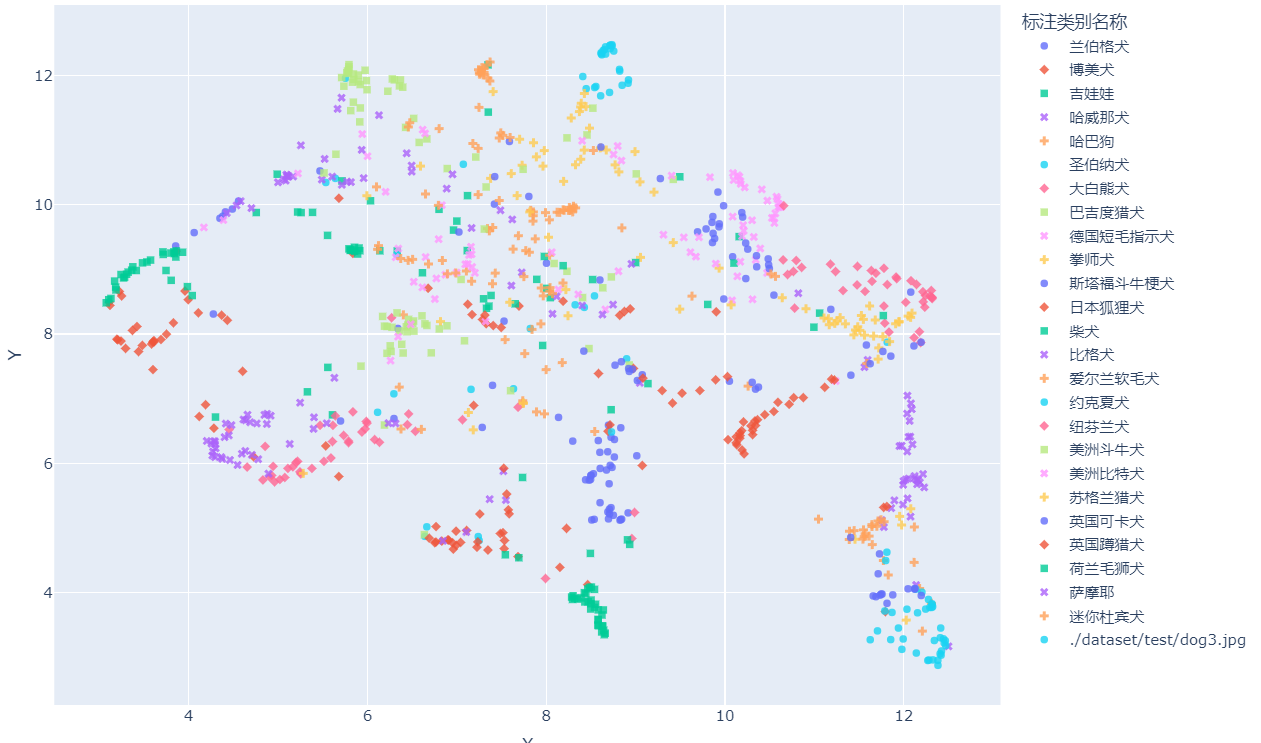 标注类别名称
兰伯格犬
博美犬
吉娃娃
哈威那犬
哈巴狗
圣伯纳犬
大白熊犬
巴吉度猎犬
德国短毛指示犬
拳师犬
斯塔福斗牛梗犬
日本狐狸犬
柴犬
比格犬
爱尔兰软毛犬
约克夏犬
纽芬兰犬
美洲斗牛犬
美洲比特犬
苏格兰猎犬
英国可卡犬
英国蹲猎犬
荷兰毛狮犬
萨摩耶
迷你杜宾犬
./dataset/test/dog3.jpg
12
10
8
6
4
Y
4 6 8 10 12